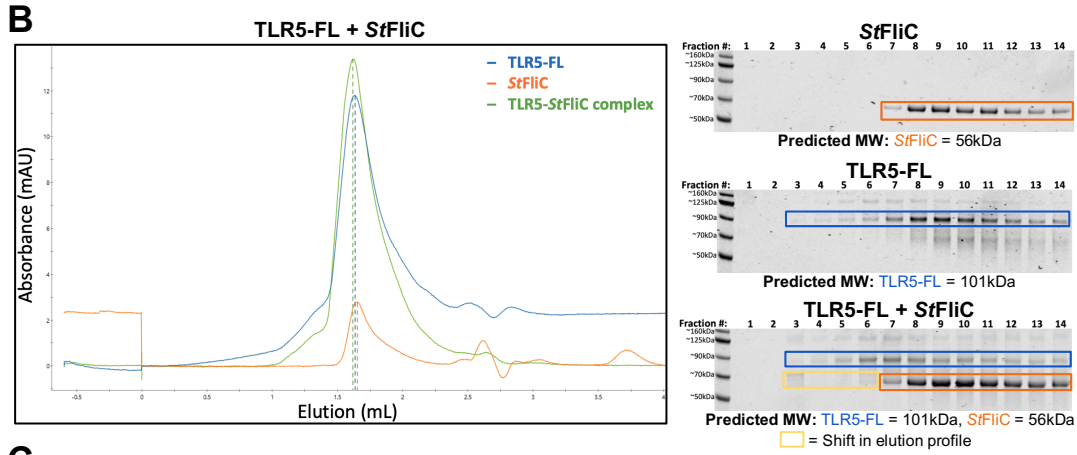 B
TLR5-FL + StFliC
– TLR5-FL
– StFliC
– TLR5-StFliC complex
Absorbance (mAU)
12
10
8
6
4
2
0
-0.5 0 0.5 1 1.5 2 2.5 3 3.5 4
Elution (mL)
StFliC
Fraction #: 1 2 3 4 5 6 7 8 9 10 11 12 13 14
~160kDa
~125kDa
~90kDa
~70kDa
~50kDa
Predicted MW: StFliC = 56kDa
TLR5-FL
Fraction #: 1 2 3 4 5 6 7 8 9 10 11 12 13 14
~160kDa
~125kDa
~90kDa
~70kDa
~50kDa
Predicted MW: TLR5-FL = 101kDa
TLR5-FL + StFliC
Fraction #: 1 2 3 4 5 6 7 8 9 10 11 12 13 14
~160kDa
~125kDa
~90kDa
~70kDa
~50kDa
Predicted MW: TLR5-FL = 101kDa, StFliC = 56kDa
= Shift in elution profile